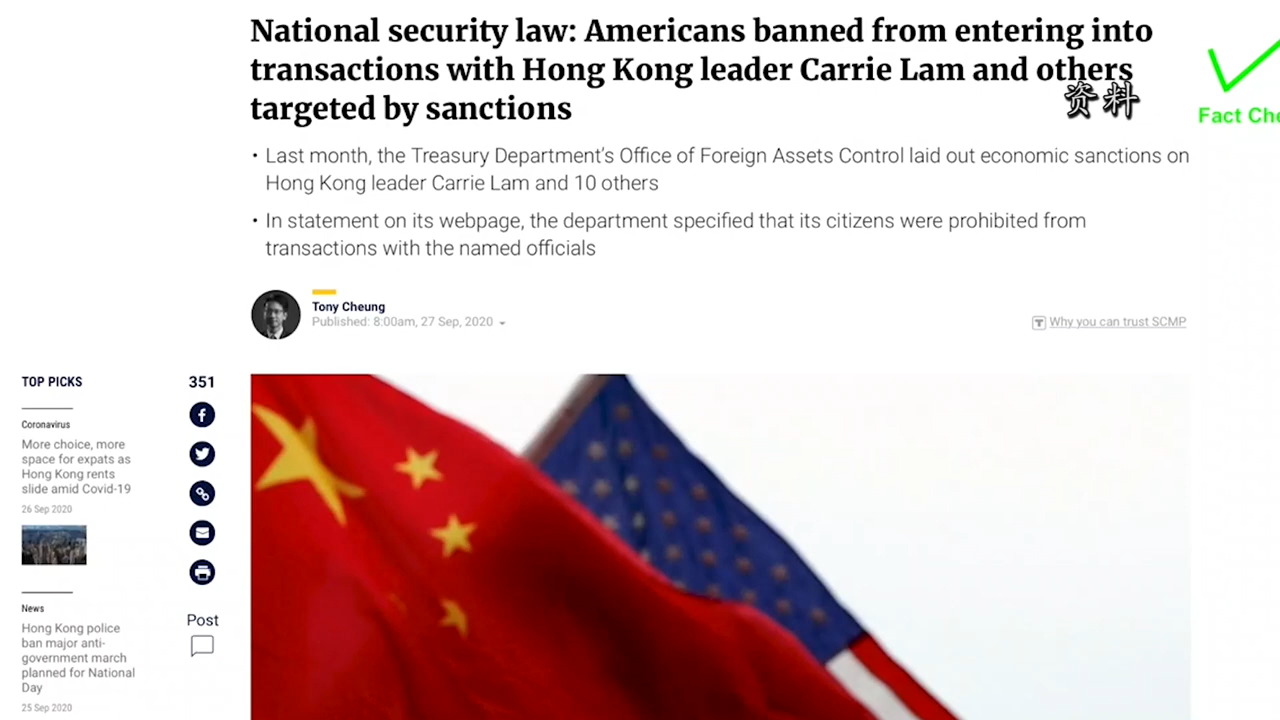 National security law: Americans banned from entering into
transactions with Hong Kong leader Carrie Lam and others
targeted by sanctions
资料
Fact Che
• Last month, the Treasury Department's Office of Foreign Assets Control laid out economic sanctions on
Hong Kong leader Carrie Lam and 10 others
• In statement on its webpage, the department specified that its citizens were prohibited from
transactions with the named officials
Tony Cheung
Published: 8:00am, 27 Sep, 2020
Why you can trust SCMP
TOP PICKS
Coronavirus
More choice, more
space for expats as
Hong Kong rents
slide amid Covid-19
26 Sep 2020
News
Hong Kong police
ban major anti-
government march
planned for National
Day
25 Sep 2020
351
Post